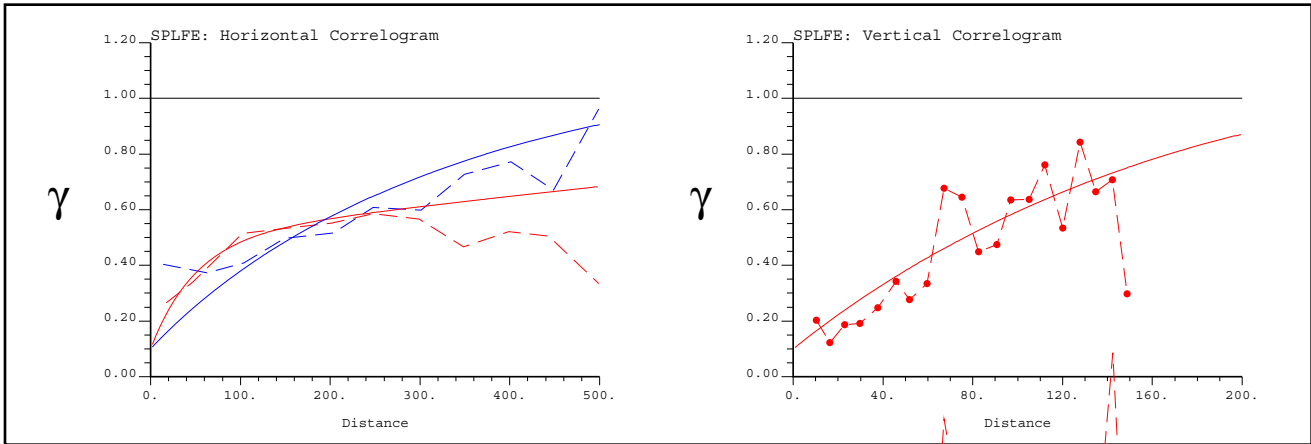 SPLFE: Horizontal Correlogram
γ
1.20
1.00
0.80
0.60
0.40
0.20
0.00
0. 100. 200. 300. 400. 500.
Distance
SPLFE: Vertical Correlogram
γ
1.20
1.00
0.80
0.60
0.40
0.20
0.00
0. 40. 80. 120. 160. 200.
Distance